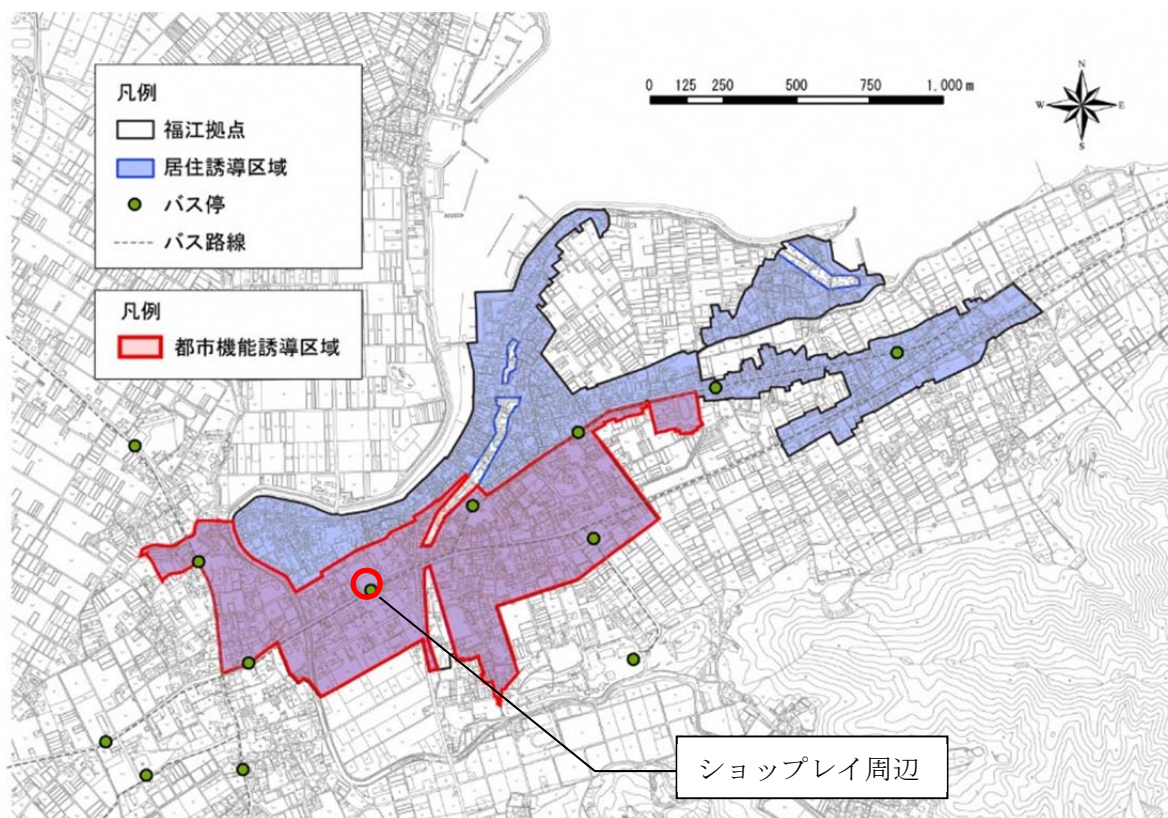 凡例
福江拠点
居住誘導区域
バス停
バス路線
凡例
都市機能誘導区域
0 125 250 500 750 1,000 m
N
W E
S
ショップレイ周辺